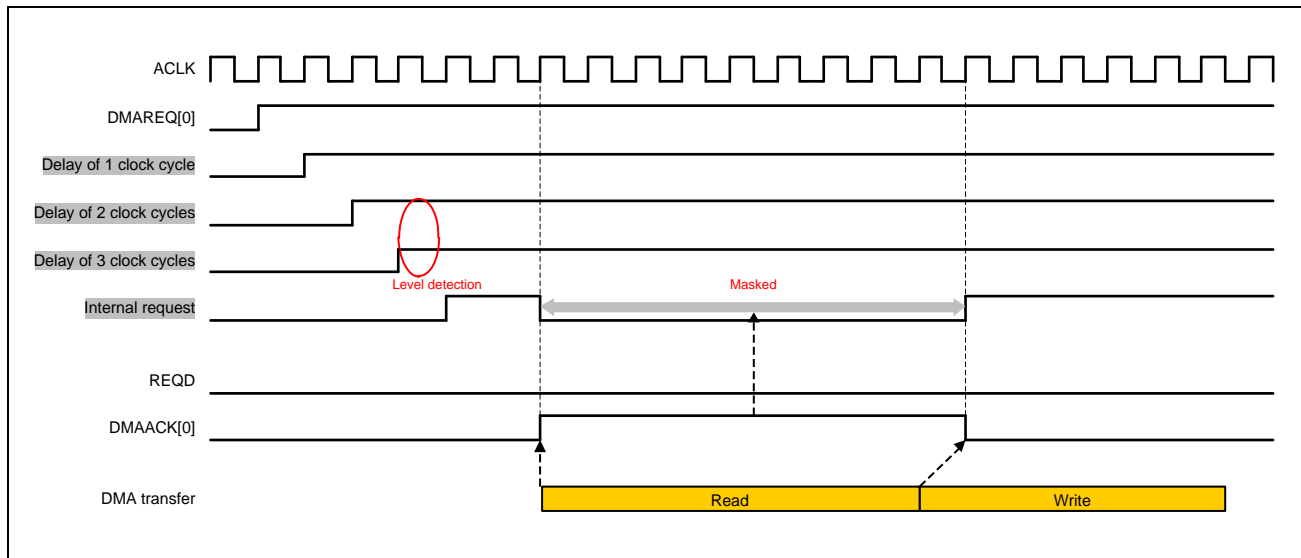 ACLK
DMAREQ[0]
Delay of 1 clock cycle
Delay of 2 clock cycles
Delay of 3 clock cycles
Level detection
Masked
Internal request
REQD
DMAACK[0]
DMA transfer
Read
Write